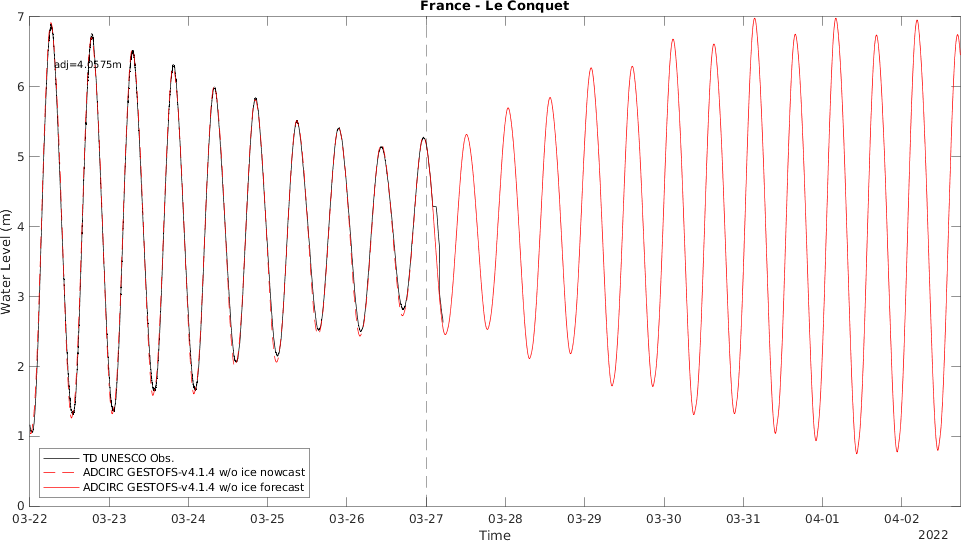 France - Le Conquet
7
6
5
4
3
2
1
0
Water Level (m)
adj=4.0575m
TD UNESCO Obs.
ADCIRC GESTOFS-v4.1.4 w/o ice nowcast
ADCIRC GESTOFS-v4.1.4 w/o ice forecast
03-22 03-23 03-24 03-25 03-26 03-27 03-28 03-29 03-30 03-31 04-01 04-02
Time
2022